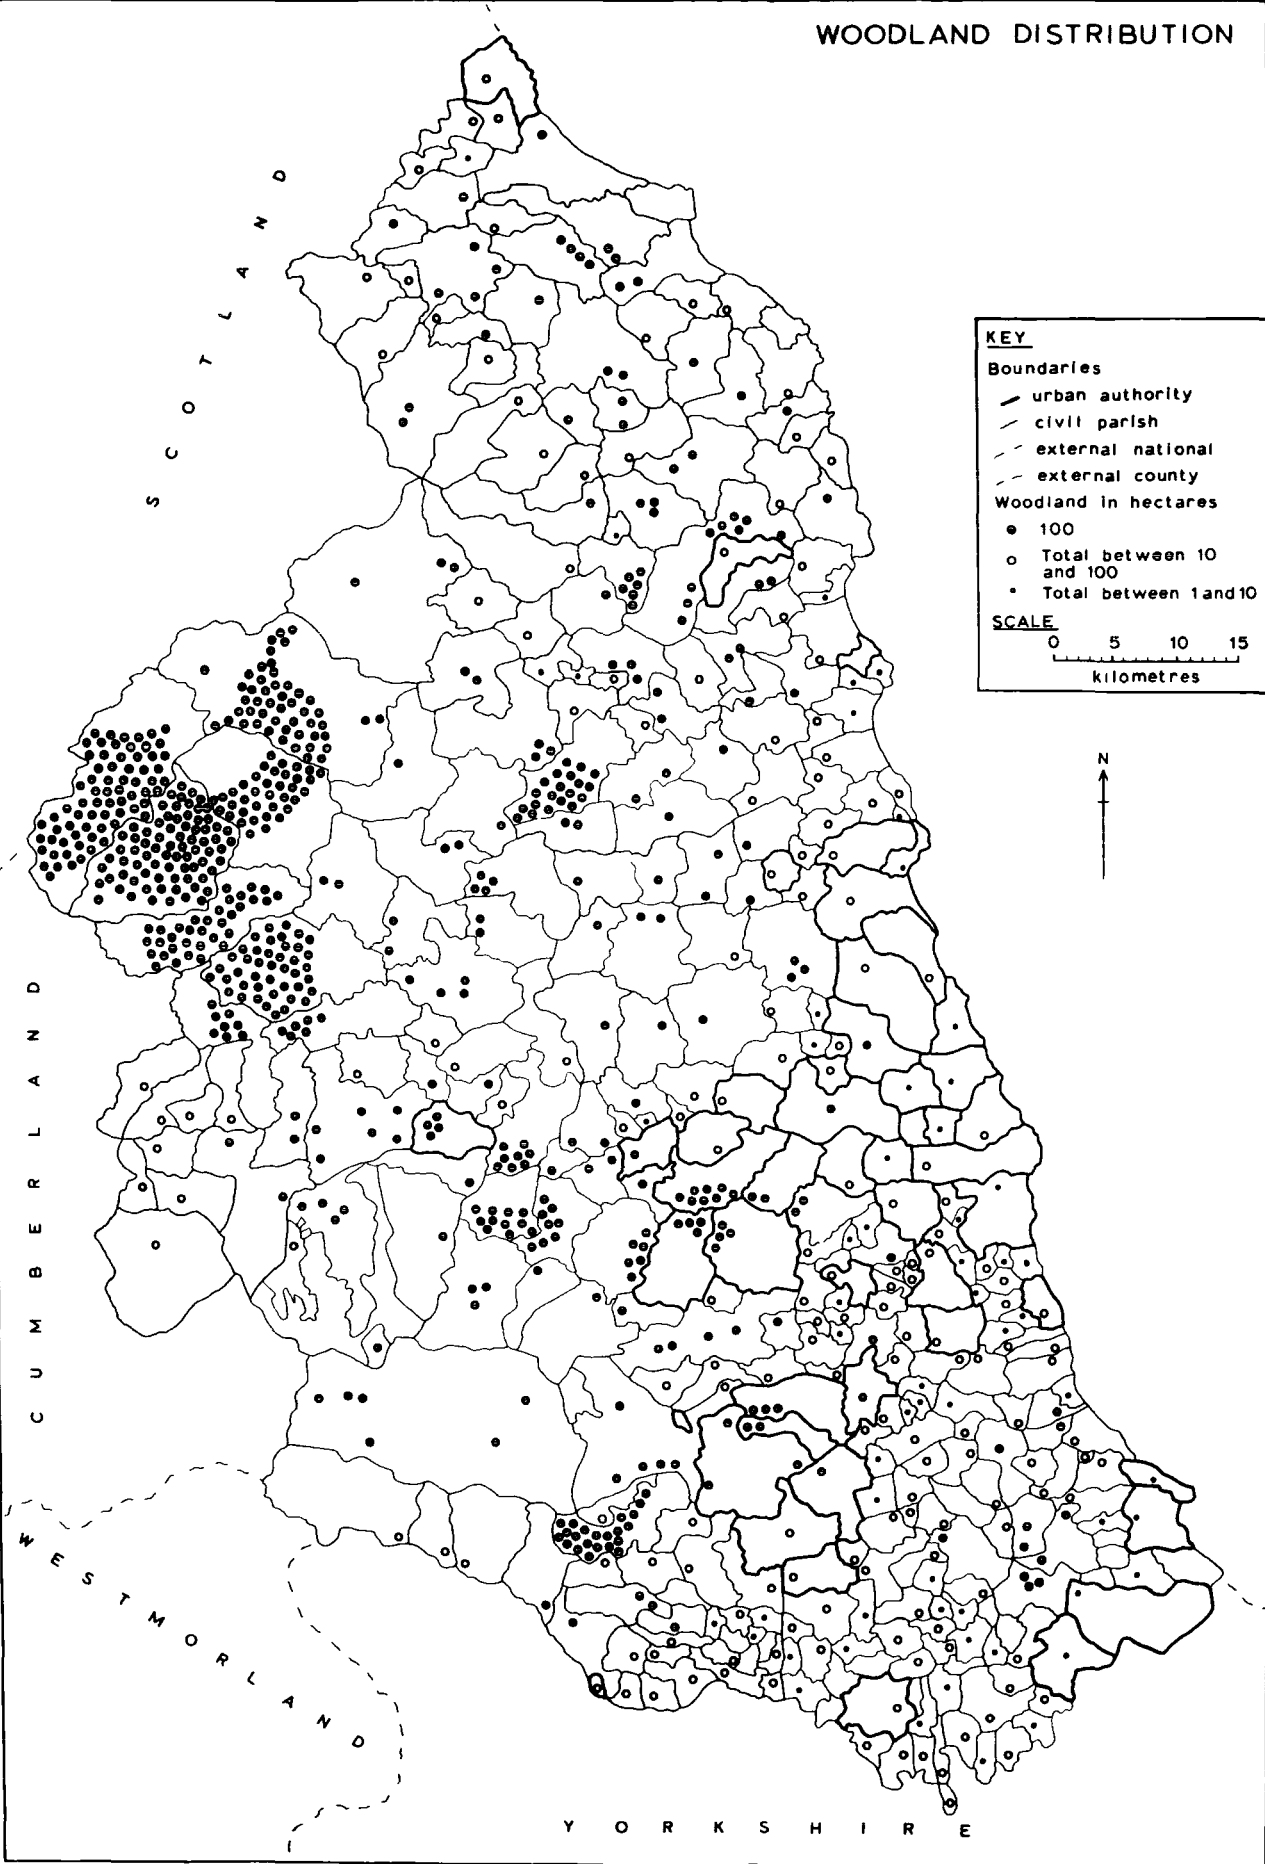 WOODLAND DISTRIBUTION
SCOTLAND
KEY
Boundaries
urban authority
civil parish
external national
external county
Woodland in hectares
100
Total between 10
and 100
Total between 1 and 10
SCALE
0 5 10 15
kilometres
N
CUMBERLAND
WESTMORLAND
YORKSHIRE